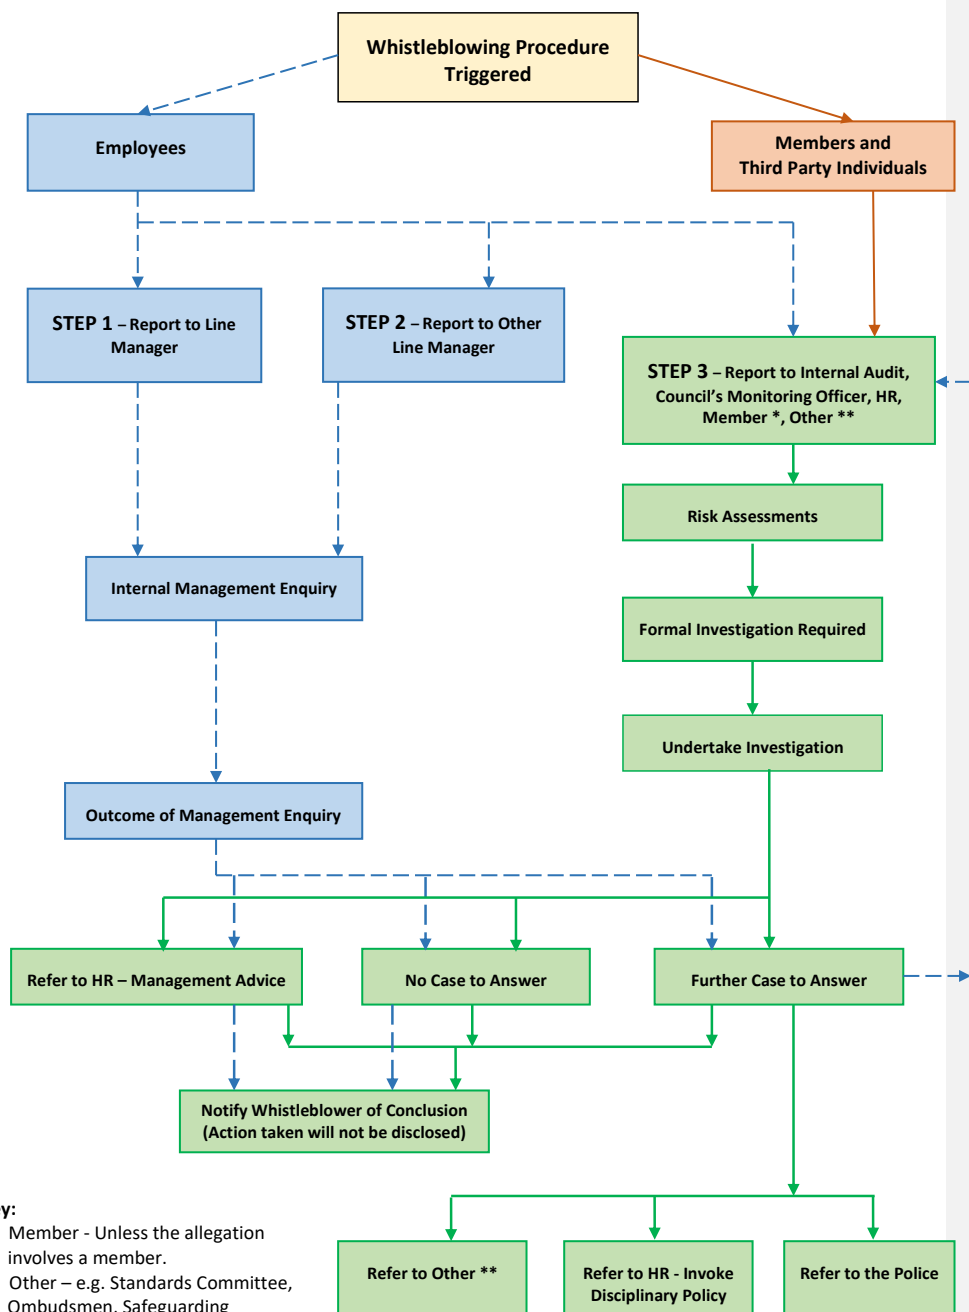 Whistleblowing Procedure
Triggered
Employees
Members and
Third Party Individuals
STEP 1 – Report to Line
Manager
STEP 2 – Report to Other
Line Manager
STEP 3 – Report to Internal Audit,
Council's Monitoring Officer, HR,
Member *, Other **
Risk Assessments
Internal Management Enquiry
Formal Investigation Required
Undertake Investigation
Outcome of Management Enquiry
Refer to HR – Management Advice
No Case to Answer
Further Case to Answer
Notify Whistleblower of Conclusion
(Action taken will not be disclosed)
ey:
Member - Unless the allegation
involves a member.
Other – e.g. Standards Committee,
Ombudsmen, Safeguarding
Refer to Other **
Refer to HR - Invoke
Disciplinary Policy
Refer to the Police